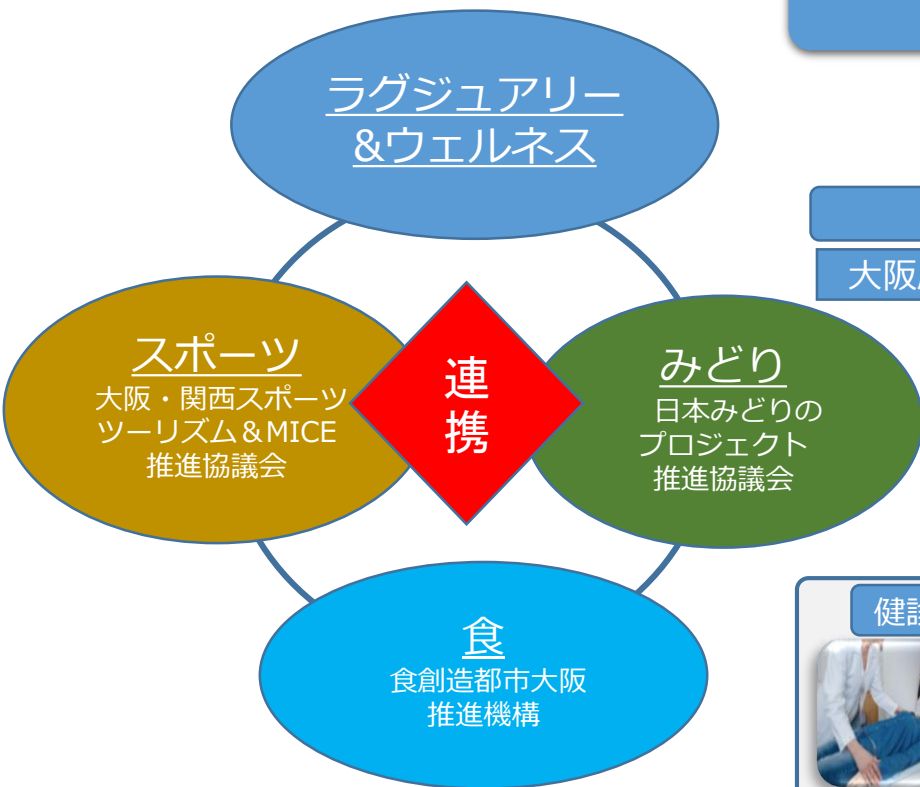 ラグジュアリー
&ウェルネス
スポーツ
大阪・関西スポーツ
ツーリズム＆MICE
推進協議会
連
携
みどり
日本みどりの
プロジェクト
推進協議会
食
食創造都市大阪
推進機構
大阪
健